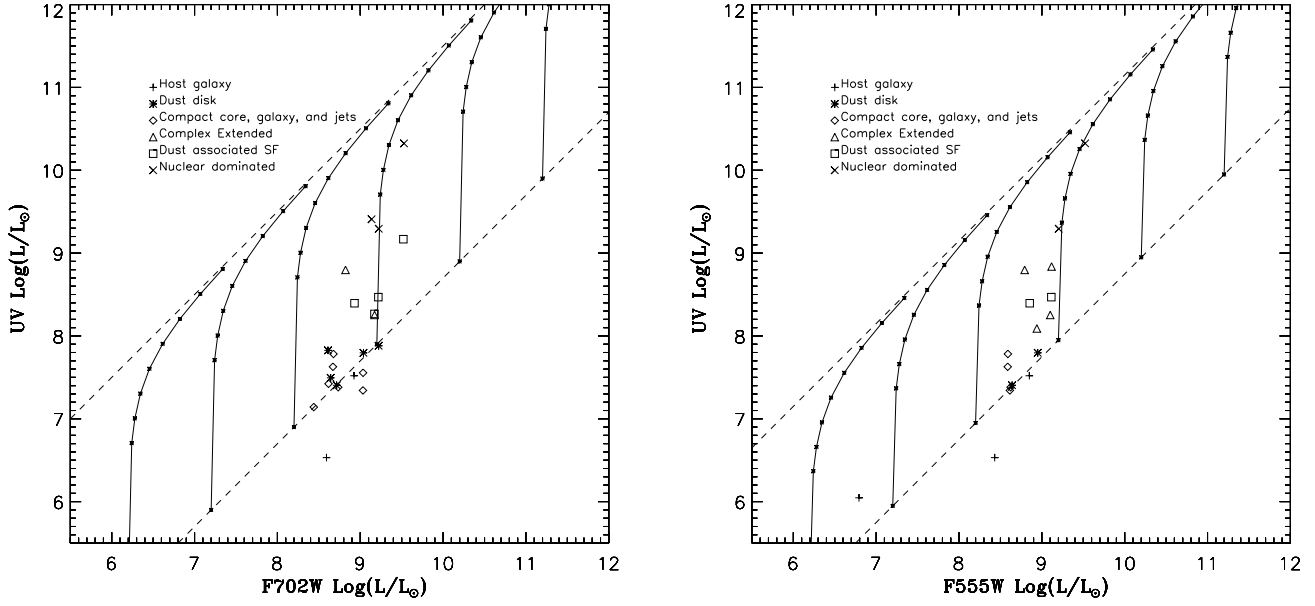 12
11
10
9
8
7
6
UV Log(L/L⊙)
+ Host galaxy
Dust disk
Compact core, galaxy, and jets
Complex Extended
Dust associated SF
Nuclear dominated
6 7 8 9 10 11 12
F702W Log(L/L⊙)
12
11
10
9
8
7
6
UV Log(L/L⊙)
+ Host galaxy
Dust disk
Compact core, galaxy, and jets
Complex Extended
Dust associated SF
Nuclear dominated
6 7 8 9 10 11 12
F555W Log(L/L⊙)